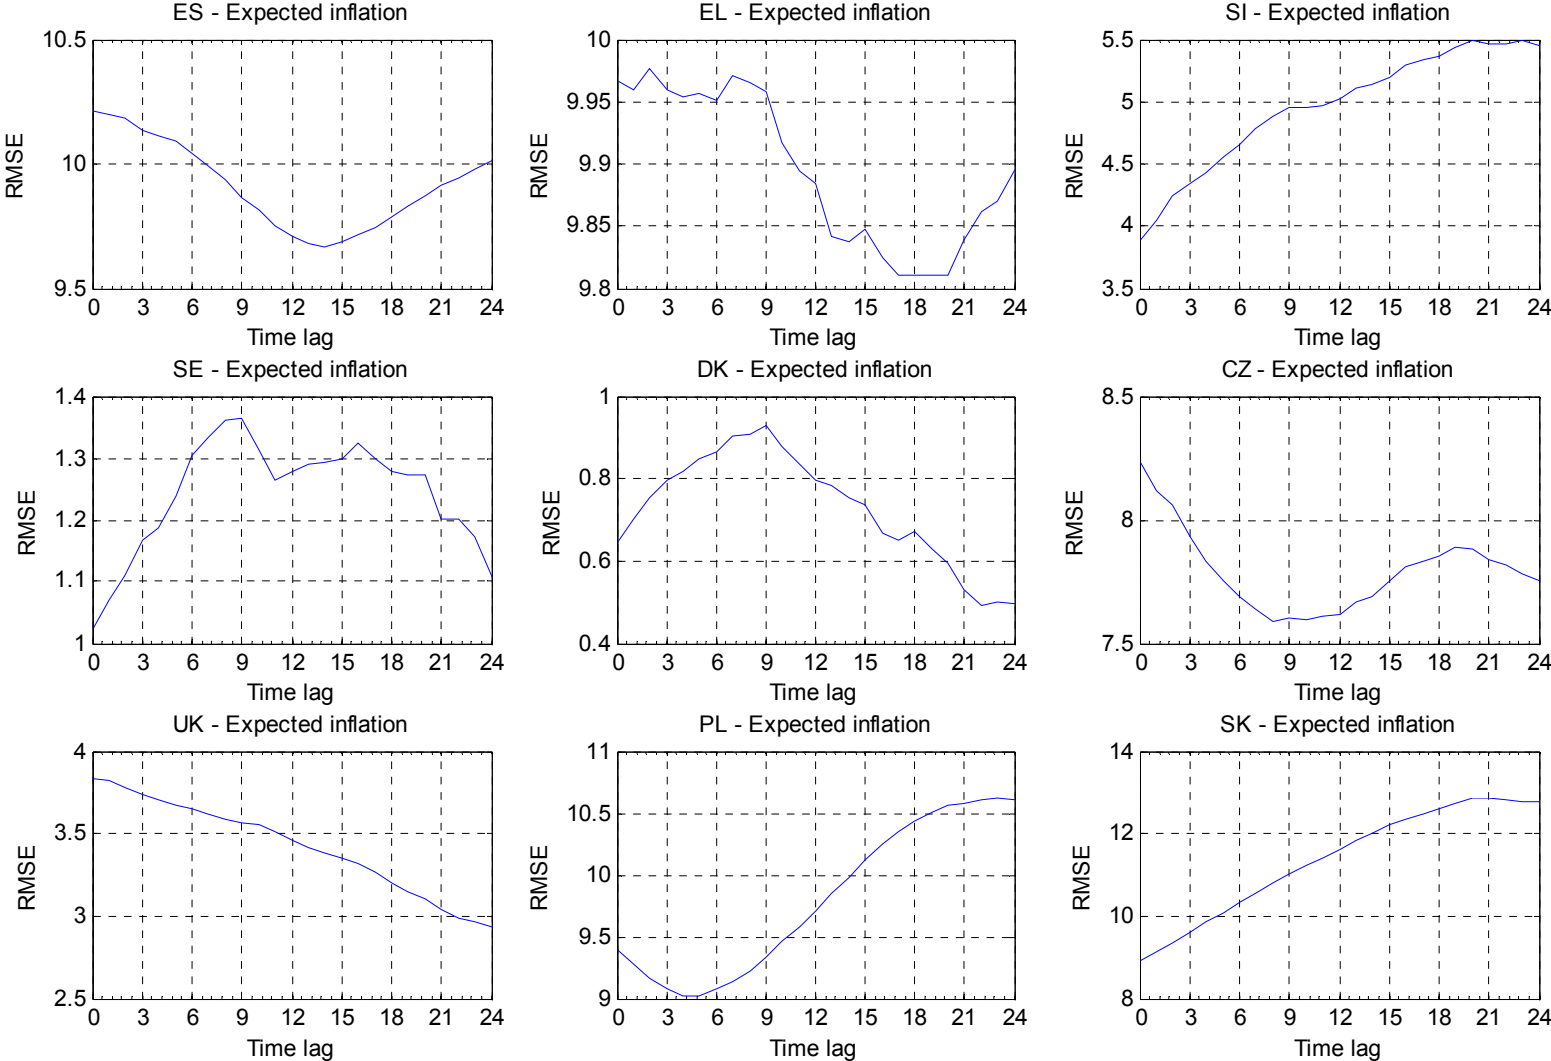 ES - Expected inflation
10.5
10
9.5
RMSE
0 3 6 9 12 15 18 21 24
Time lag
EL - Expected inflation
10
9.95
9.9
9.85
9.8
RMSE
0 3 6 9 12 15 18 21 24
Time lag
SI - Expected inflation
5.5
5
4.5
4
3.5
RMSE
0 3 6 9 12 15 18 21 24
Time lag
SE - Expected inflation
1.4
1.3
1.2
1.1
1
RMSE
0 3 6 9 12 15 18 21 24
Time lag
DK - Expected inflation
1
0.8
0.6
0.4
RMSE
0 3 6 9 12 15 18 21 24
Time lag
CZ - Expected inflation
8.5
8
7.5
RMSE
0 3 6 9 12 15 18 21 24
Time lag
UK - Expected inflation
4
3.5
3
2.5
RMSE
0 3 6 9 12 15 18 21 24
Time lag
PL - Expected inflation
11
10.5
10
9.5
9
RMSE
0 3 6 9 12 15 18 21 24
Time lag
SK - Expected inflation
14
12
10
8
RMSE
0 3 6 9 12 15 18 21 24
Time lag